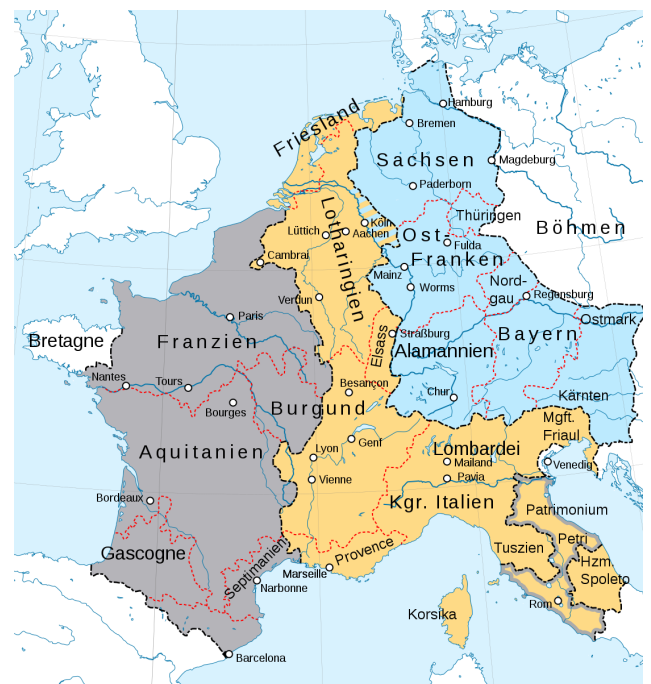 Hamburg
Friesland
Bremen
Sachsen
Magdeburg
Paderborn
Thüringen
Köln
Böhmen
Lüttich
Aachen
Ost
Fulda
Lotharingien
Cambrai
Franken
Mainz
Nord-
gau
Worms
Regensburg
Verdun
Paris
Ostmark
Straßburg
Bayern
Bretagne
Franzien
Elsass
Alamannien
Nantes
Tours
Besançon
Chur
Kärnten
Bourges
Burgund
Mgft.
Friaul
Genf
Aquitanien
Lyon
Lombardei
Mailand
Venedig
Vienne
Pavia
Bordeaux
Kgr. Italien
Patrimonium
Petri
Gascogne
Provence
Tuszien
Septimanien
Hzm.
Spoleto
Marseille
Narbonne
Rom
Korsika
Barcelona